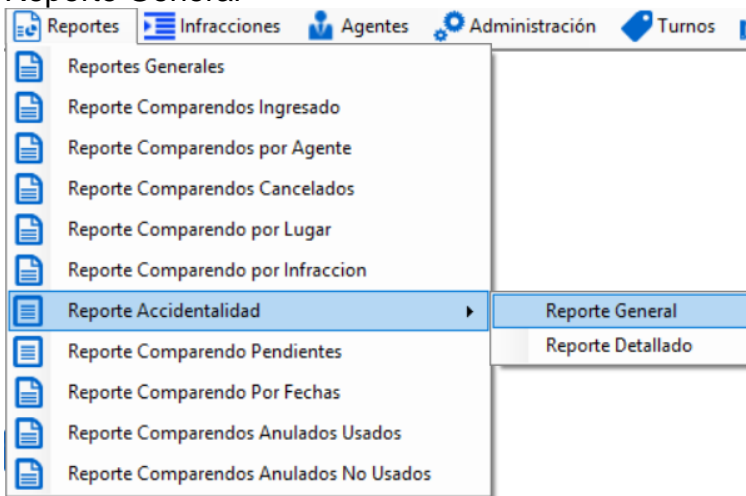 Reporte General
Reportes Infracciones Agentes Administración Turnos
Reportes Generales
Reporte Comparendos Ingresado
Reporte Comparendos por Agente
Reporte Comparendos Cancelados
Reporte Comparendo por Lugar
Reporte Comparendo por Infraccion
Reporte Accidentalidad
Reporte General
Reporte Detallado
Reporte Comparendo Pendientes
Reporte Comparendo Por Fechas
Reporte Comparendos Anulados Usados
Reporte Comparendos Anulados No Usados